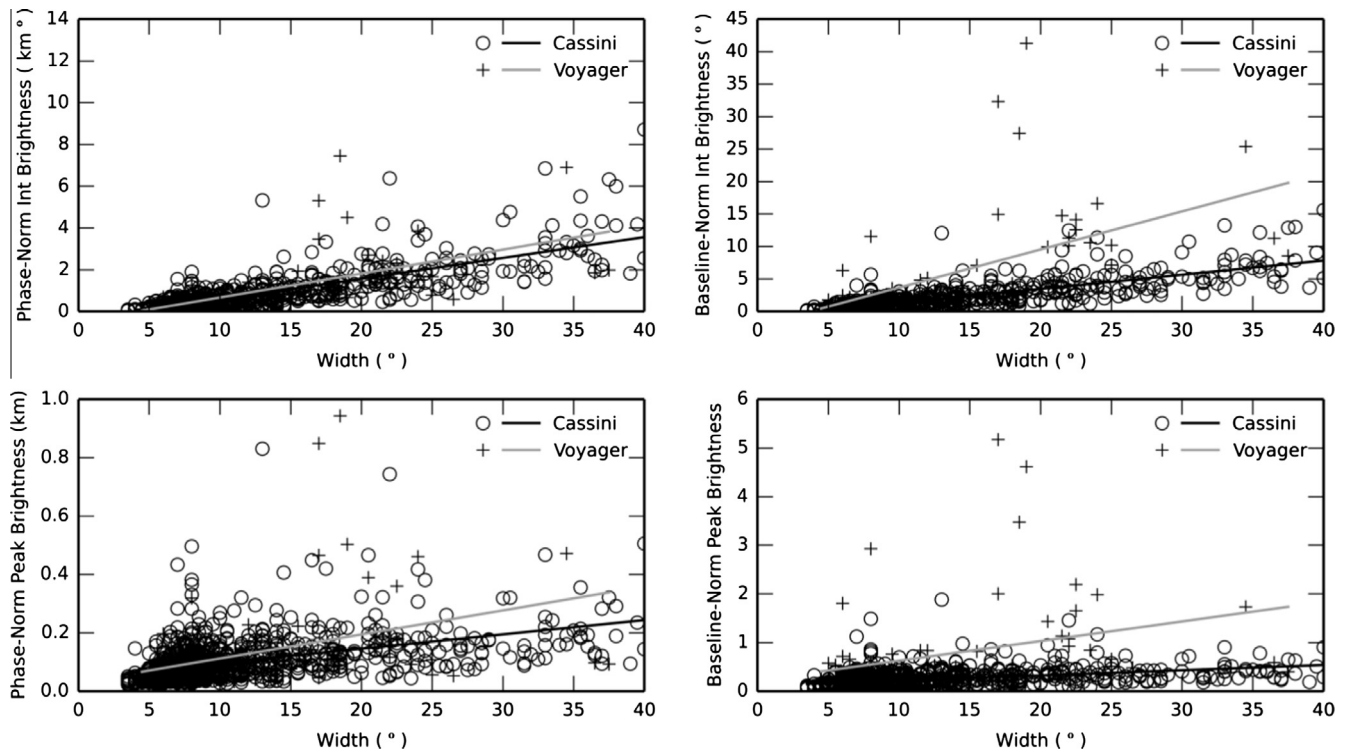 Phase-Norm Int Brightness ( km ° )
14
12
10
8
6
4
2
0
Cassini
Voyager
0 5 10 15 20 25 30 35 40
Width ( ° )
Baseline-Norm Int Brightness ( ° )
45
40
35
30
25
20
15
10
5
0
Cassini
Voyager
0 5 10 15 20 25 30 35 40
Width ( ° )
Phase-Norm Peak Brightness (km)
1.0
0.8
0.6
0.4
0.2
0.0
Cassini
Voyager
0 5 10 15 20 25 30 35 40
Width ( ° )
Baseline-Norm Peak Brightness
6
5
4
3
2
1
0
Cassini
Voyager
0 5 10 15 20 25 30 35 40
Width ( ° )